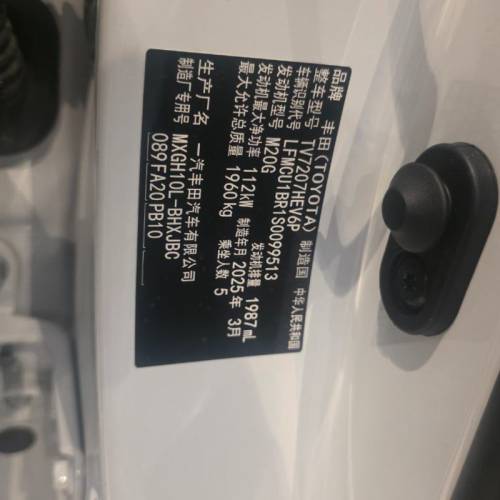 品牌 丰田(TOYOTA) 制造国 中华人民共和国
整车型号 TV7207HEV6P
车辆识别代号 LFMCU1BR1S0099513
发动机型号 M20G 发动机排量 1987 mL
发动机最大净功率 112kW 制造年月 2025年 3月
最大允许总质量 1960kg 乘坐人数 5
生产厂名 一汽丰田汽车有限公司
制造厂专用号 MXGH10L-BHXJBC
089FA20 PB10